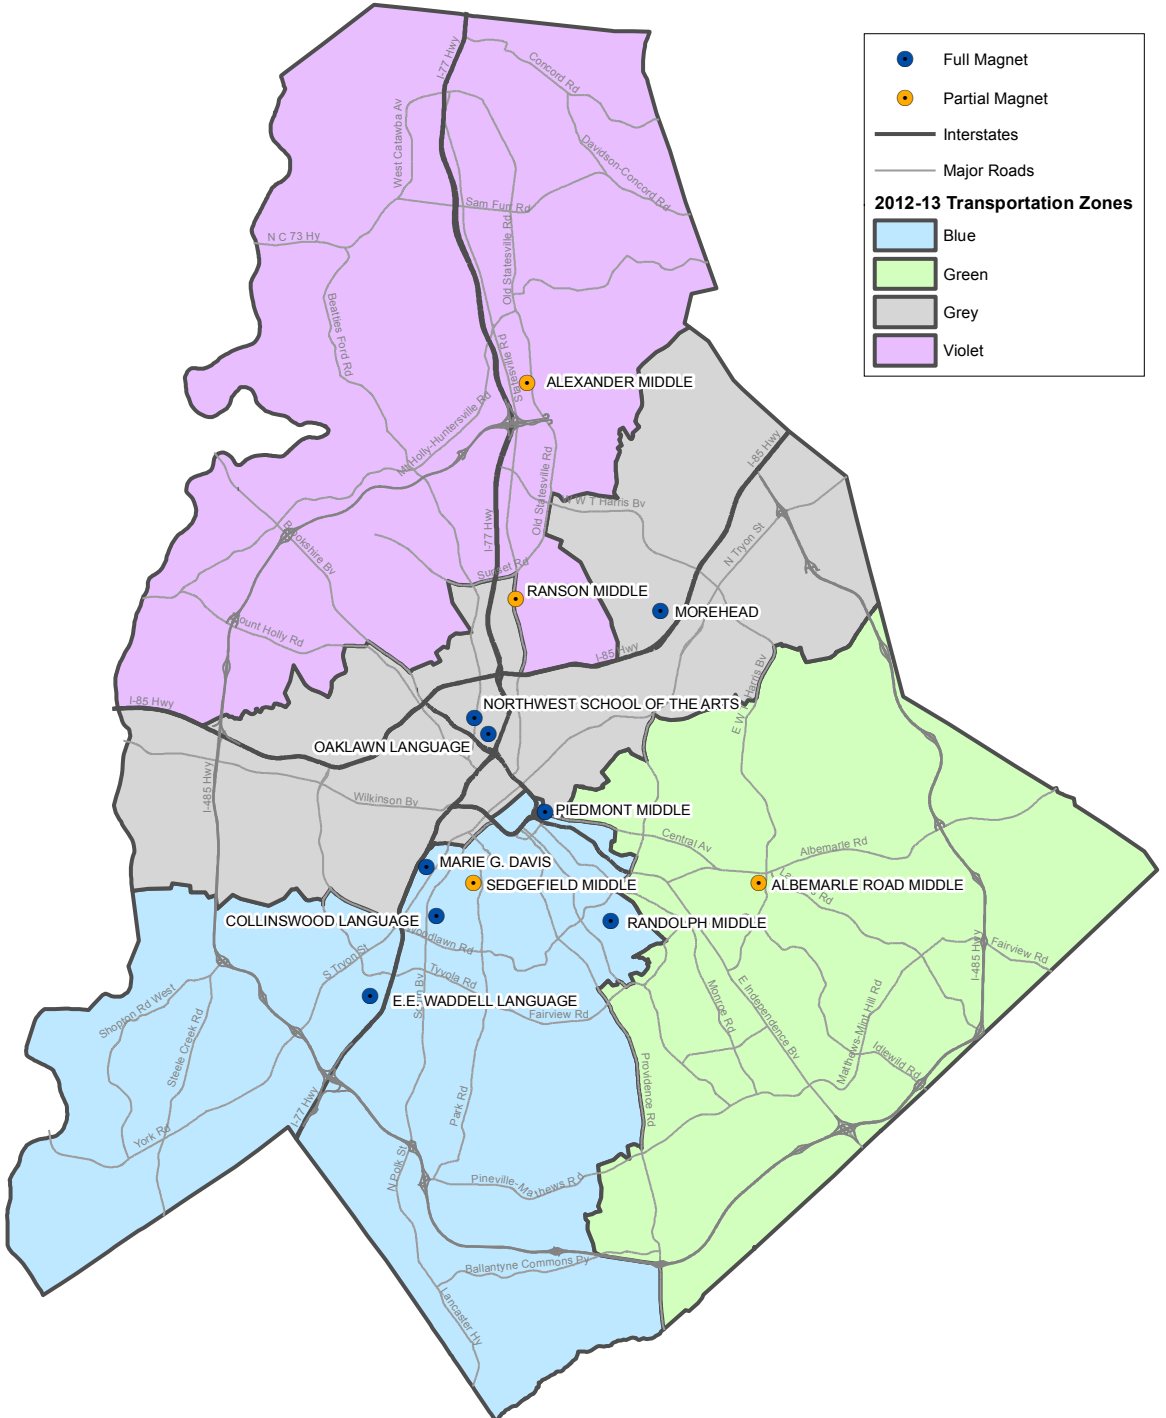 Full Magnet
Partial Magnet
Interstates
Major Roads
2012-13 Transportation Zones
Blue
Green
Grey
Violet
I-77 Hwy
Concord Rd
West Catawba Av
Davidson-Concord Rd
Sam Furr Rd
N C 73 Hy
Old Statesville Rd
Beatties Ford Rd
Statesville Rd
ALEXANDER MIDDLE
Mt Holly-Huntersville Rd
I-85 Hwy
Old Statesville Rd
W T Harris Bv
I-77 Hwy
N Tryon St
Brookshire Bv
Sunset Rd
RANSON MIDDLE
MOREHEAD
Mount Holly Rd
I-85 Hwy
I-85 Hwy
NORTHWEST SCHOOL OF THE ARTS
E W T Harris Bv
OAKLAWN LANGUAGE
I-485 Hwy
Wilkinson Bv
PIEDMONT MIDDLE
Central Av
Albemarle Rd
MARIE G. DAVIS
SEDGEFIELD MIDDLE
ALBEMARLE ROAD MIDDLE
COLLINSWOOD LANGUAGE
RANDOLPH MIDDLE
Woodlawn Rd
S Tryon St
Fairview Rd
I-485 Hwy
Tyvola Rd
E.E. WADDELL LANGUAGE
Fairview Rd
Shopton Rd West
Steele Creek Rd
Monroe Rd
E Independence Bv
Matthews-Mint Hill Rd
Idlewild Rd
Providence Rd
Park Rd
I-77 Hwy
York Rd
N Polk St
Pineville-Mathews Rd
Ballantyne Commons Py
Lancaster Hy